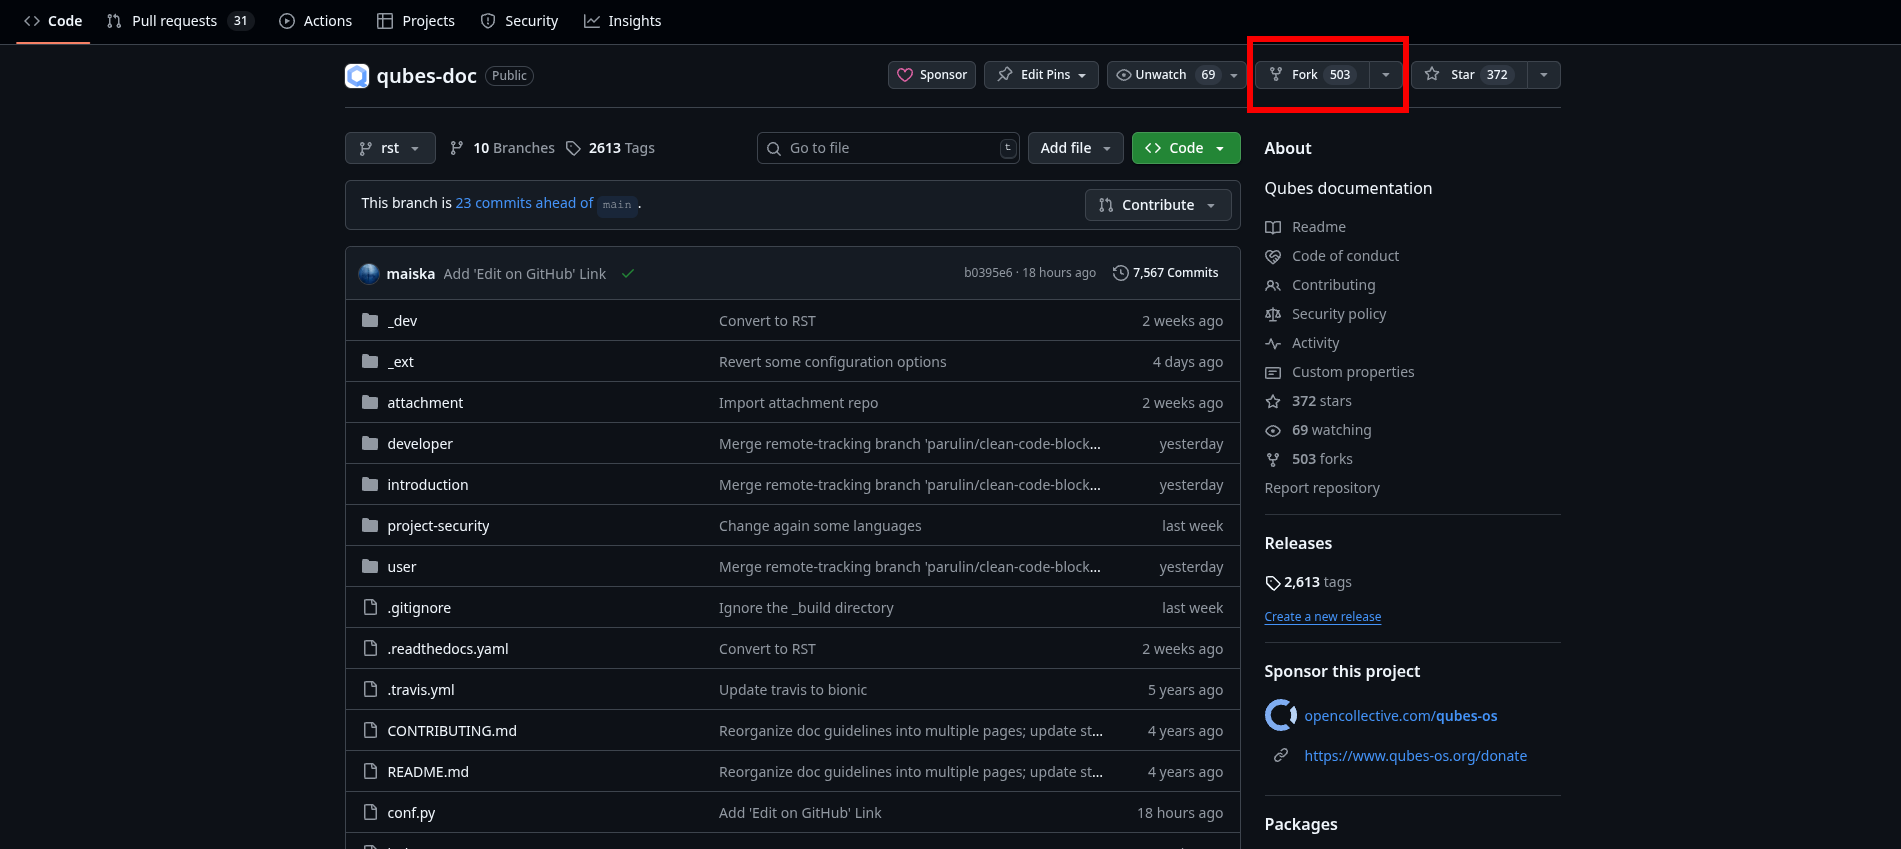 Code Pull requests 31 Actions Projects Security Insights
qubes-doc Public Sponsor Edit Pins Unwatch 69 Fork 503 Star 372
rst 10 Branches 2613 Tags Go to file t Add file Code
About
Qubes documentation
This branch is 23 commits ahead of main. Contribute
Readme
Code of conduct
Contributing
Security policy
Activity
Custom properties
372 stars
69 watching
503 forks
Report repository
maiska Add 'Edit on GitHub' Link b0395e6 · 18 hours ago 7,567 Commits
_dev Convert to RST 2 weeks ago
_ext Revert some configuration options 4 days ago
attachment Import attachment repo 2 weeks ago
developer Merge remote-tracking branch 'parulin/clean-code-block... yesterday
introduction Merge remote-tracking branch 'parulin/clean-code-block... yesterday
project-security Change again some languages last week
user Merge remote-tracking branch 'parulin/clean-code-block... yesterday
.gitignore Ignore the _build directory last week
.readthedocs.yaml Convert to RST 2 weeks ago
.travis.yml Update travis to bionic 5 years ago
CONTRIBUTING.md Reorganize doc guidelines into multiple pages; update st... 4 years ago
README.md Reorganize doc guidelines into multiple pages; update st... 4 years ago
conf.py Add 'Edit on GitHub' Link 18 hours ago
Releases
2,613 tags
Create a new release
Sponsor this project
opencollective.com/qubes-os
https://www.qubes-os.org/donate
Packages